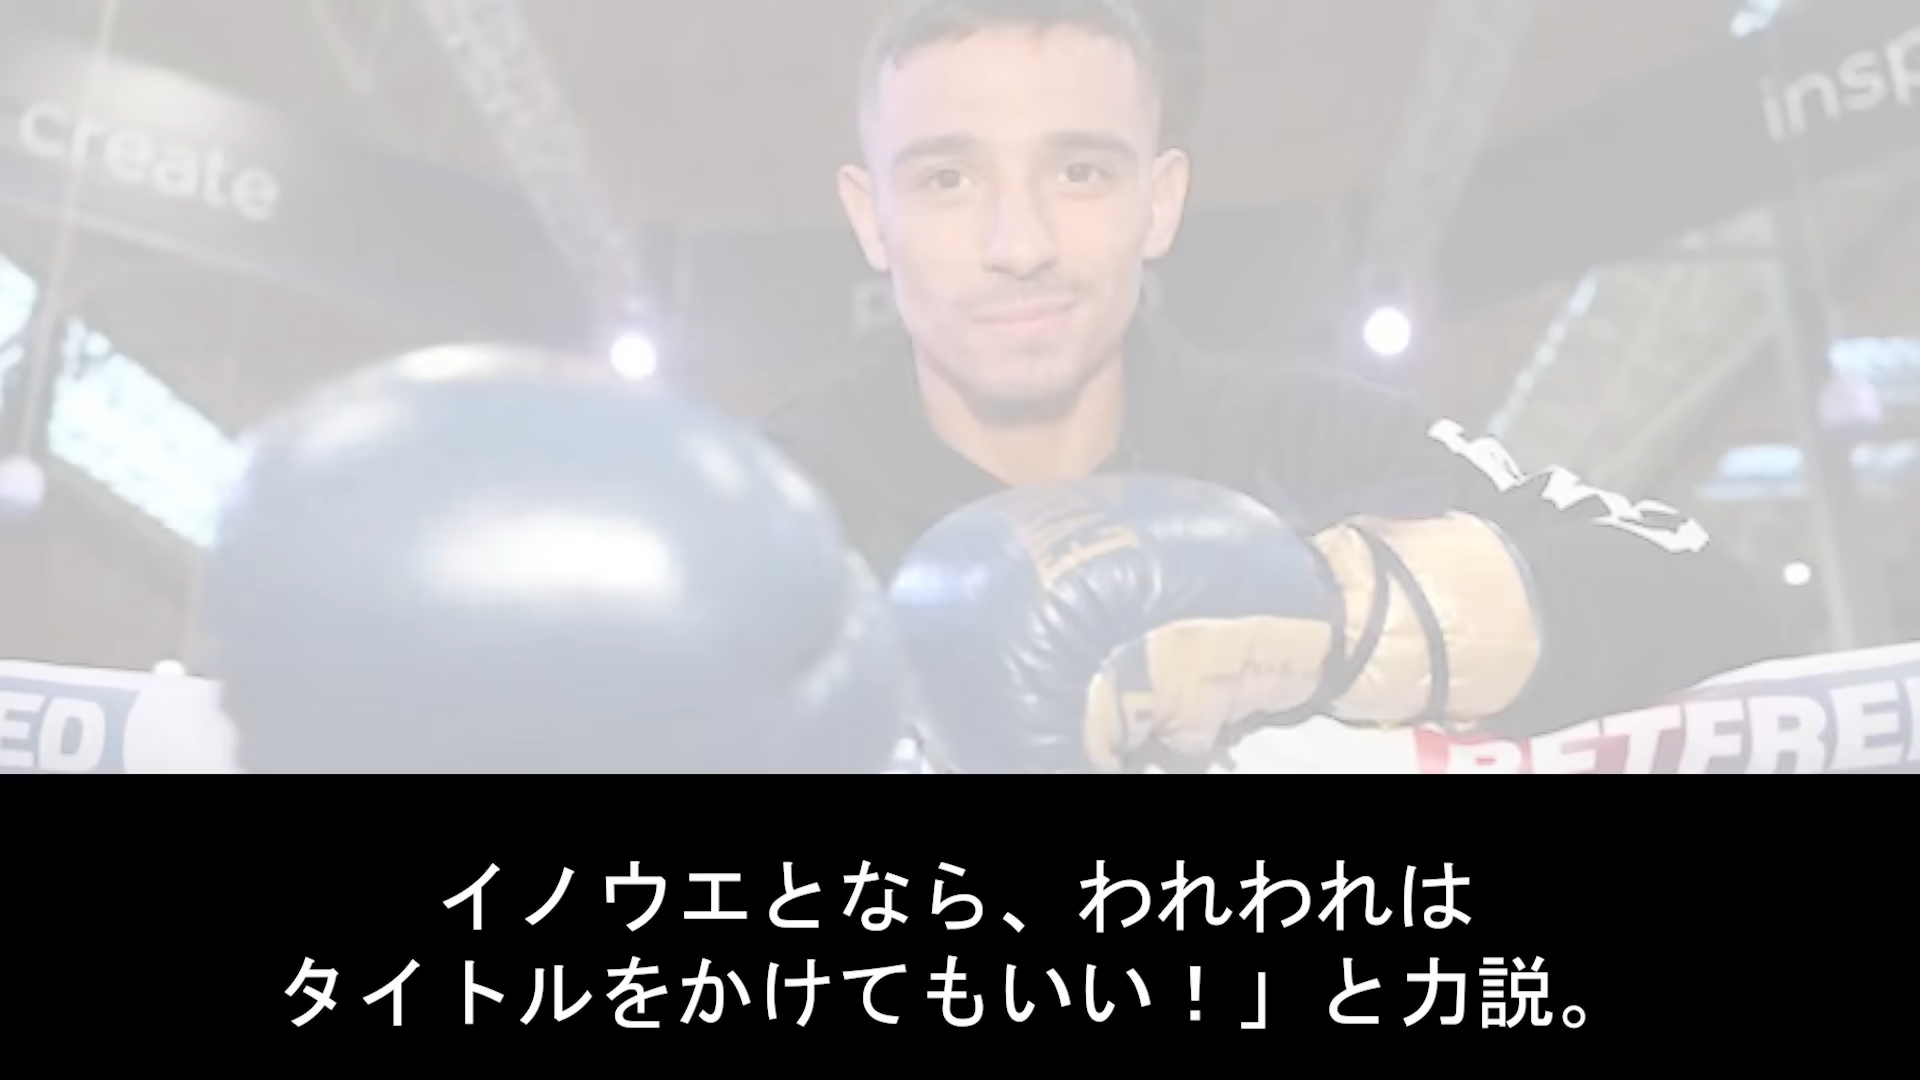 create
insp
ED
BETFRED
イノウエとなら、われわれは
タイトルをかけてもいい！」と力説。